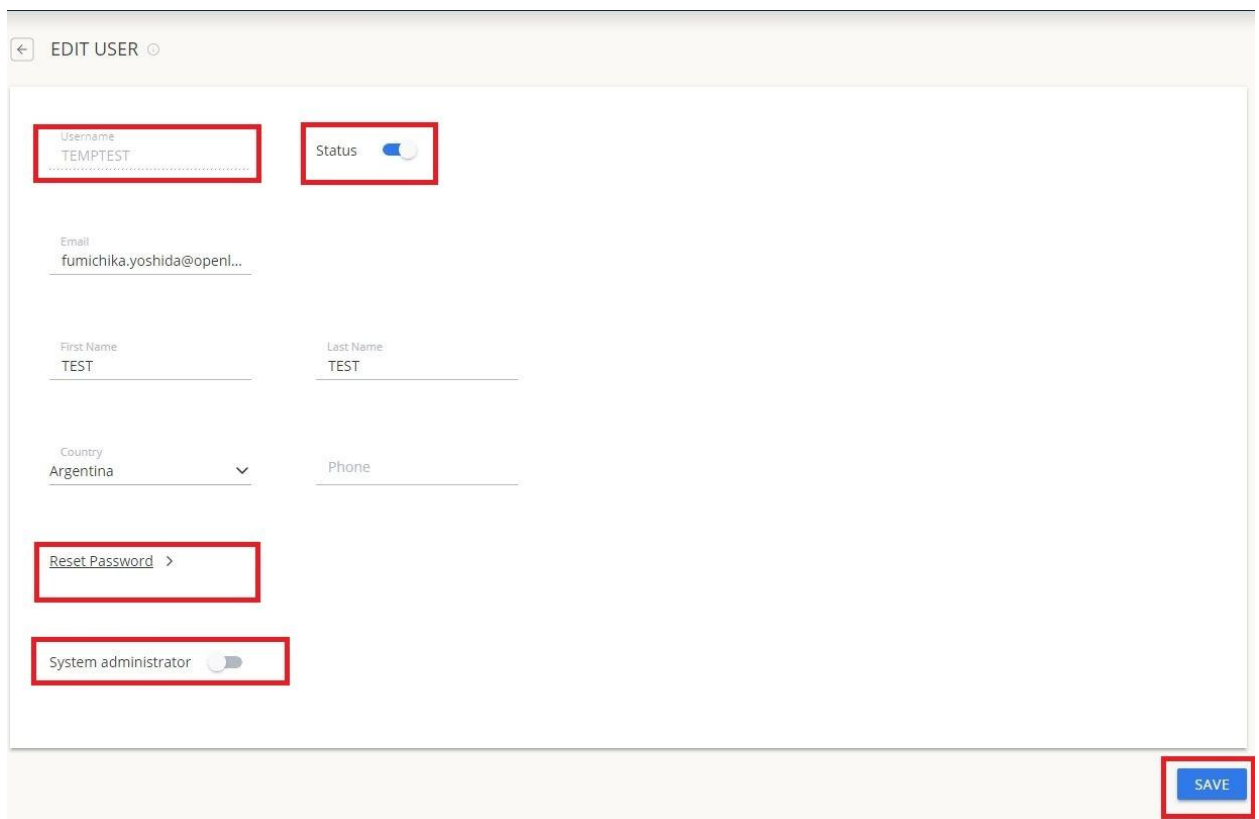 EDIT USER
Username
TEMPTEST
Status
Email
fumichika.yoshida@openl...
First Name
TEST
Last Name
TEST
Country
Argentina
Phone
Reset Password >
System administrator
SAVE